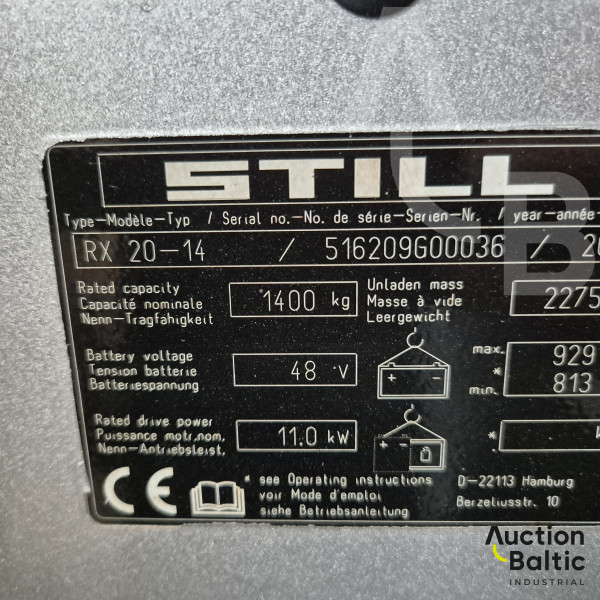 STILL
Type-Modèle-Typ / Serial no.-No. de série-Serien-Nr. / year-année-
RX 20-14 / 516209G00036 / 20
Rated capacity
Capacité nominale
Nenn-Tragfähigkeit
1400 kg
Unladen mass
Masse à vide
Leergewicht
2275
Battery voltage
Tension batterie
Batteriespannung
48 V
max. 929
*
min. 813
Rated drive power
Puissance motr.nom.
Nenn-Antriebsleist.
11.0 kW
*
CE
* see Operating instructions
voir Mode d'emploi
siehe Betriebsanleitung
D-22113 Hamburg
Berzeliusstr. 10
Auction
Baltic
INDUSTRIAL